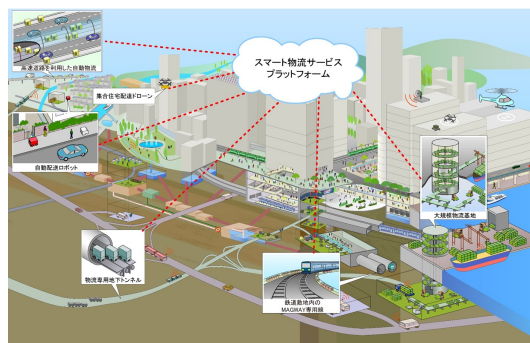 高速道路を利用した自動物流
スマート物流サービス
プラットフォーム
集合住宅配達ドローン
自動配送ロボット
大規模物流基地
物流専用地下トンネル
鉄道敷地内の
MAGWAY専用線